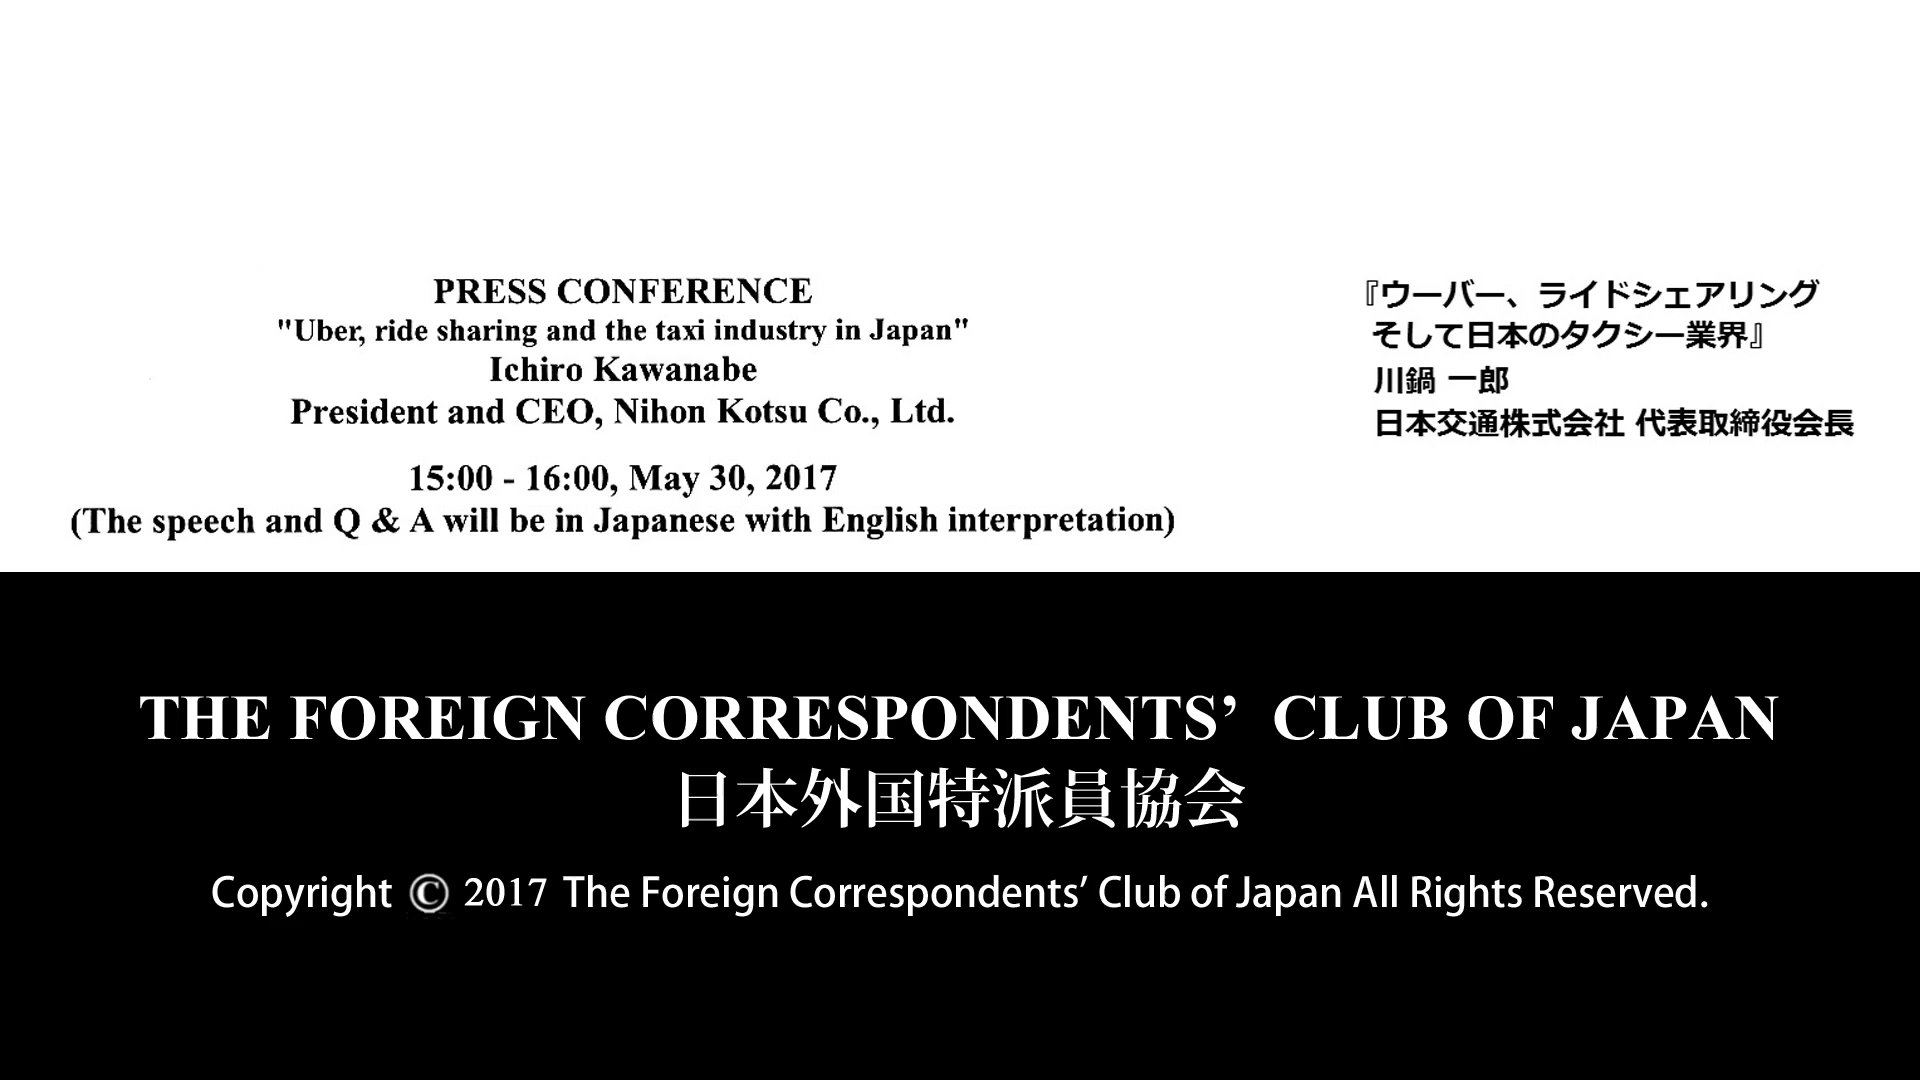 PRESS CONFERENCE
"Uber, ride sharing and the taxi industry in Japan"
Ichiro Kawanabe
President and CEO, Nihon Kotsu Co., Ltd.
15:00 - 16:00, May 30, 2017
(The speech and Q & A will be in Japanese with English interpretation)
『ウーバー、ライドシェアリング
そして日本のタクシー業界』
川鍋 一郎
日本交通株式会社 代表取締役会長
THE FOREIGN CORRESPONDENTS’ CLUB OF JAPAN
日本外国特派員協会
Copyright © 2017 The Foreign Correspondents’ Club of Japan All Rights Reserved.